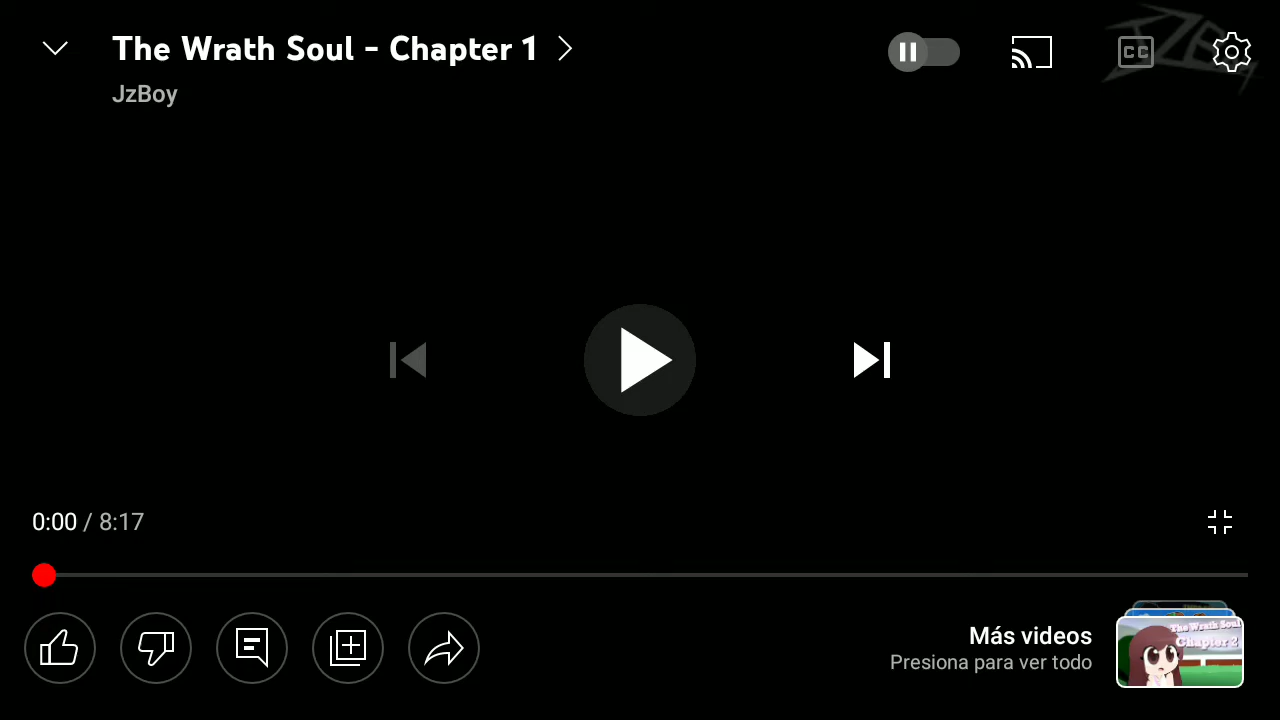 The Wrath Soul - Chapter 1
JzBoy
CC
0:00 / 8:17
Más videos
Presiona para ver todo
The Wrath Soul
Chapter 2